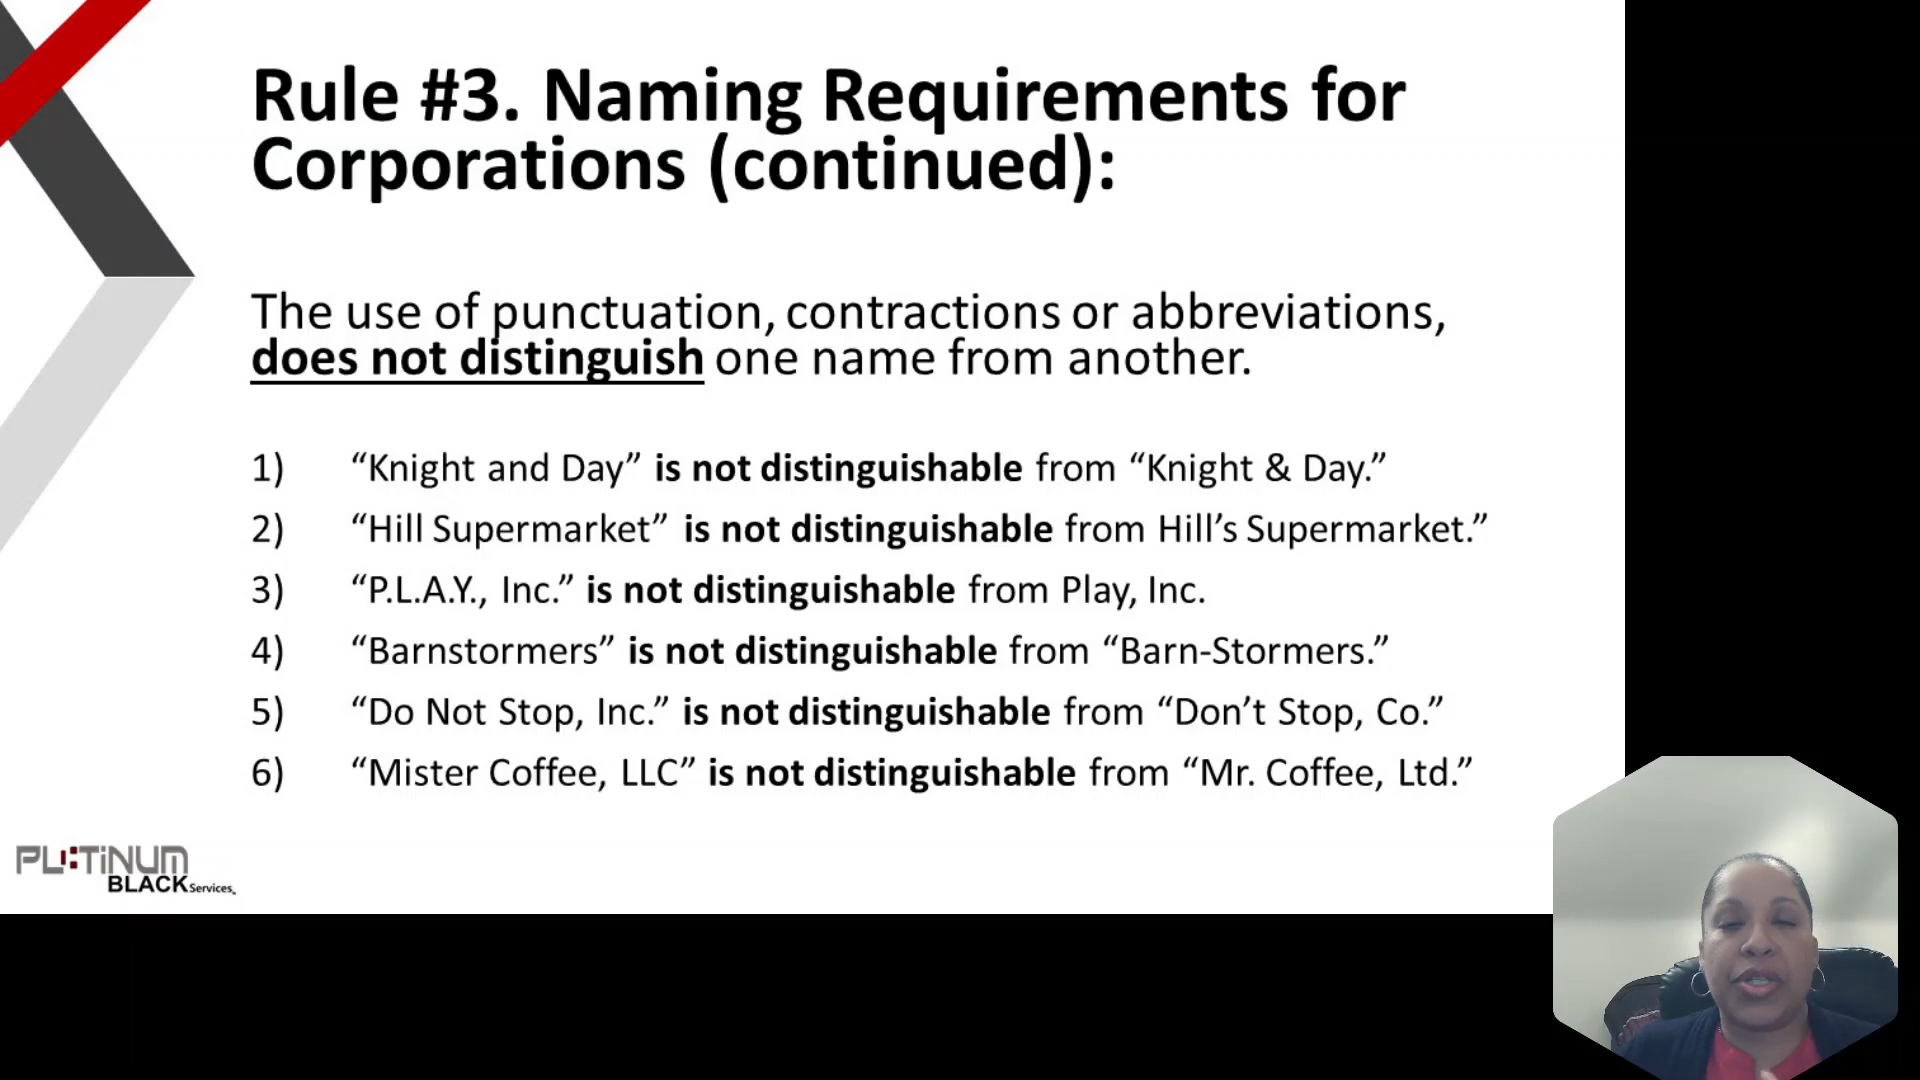 Rule #3. Naming Requirements for
Corporations (continued):
The use of punctuation, contractions or abbreviations,
does not distinguish one name from another.
1) “Knight and Day” is not distinguishable from “Knight & Day.”
2) “Hill Supermarket” is not distinguishable from Hill’s Supermarket.”
3) “P.L.A.Y., Inc.” is not distinguishable from Play, Inc.
4) “Barnstormers” is not distinguishable from “Barn-Stormers.”
5) “Do Not Stop, Inc.” is not distinguishable from “Don’t Stop, Co.”
6) “Mister Coffee, LLC” is not distinguishable from “Mr. Coffee, Ltd.”
PLATINUM
BLACK Services